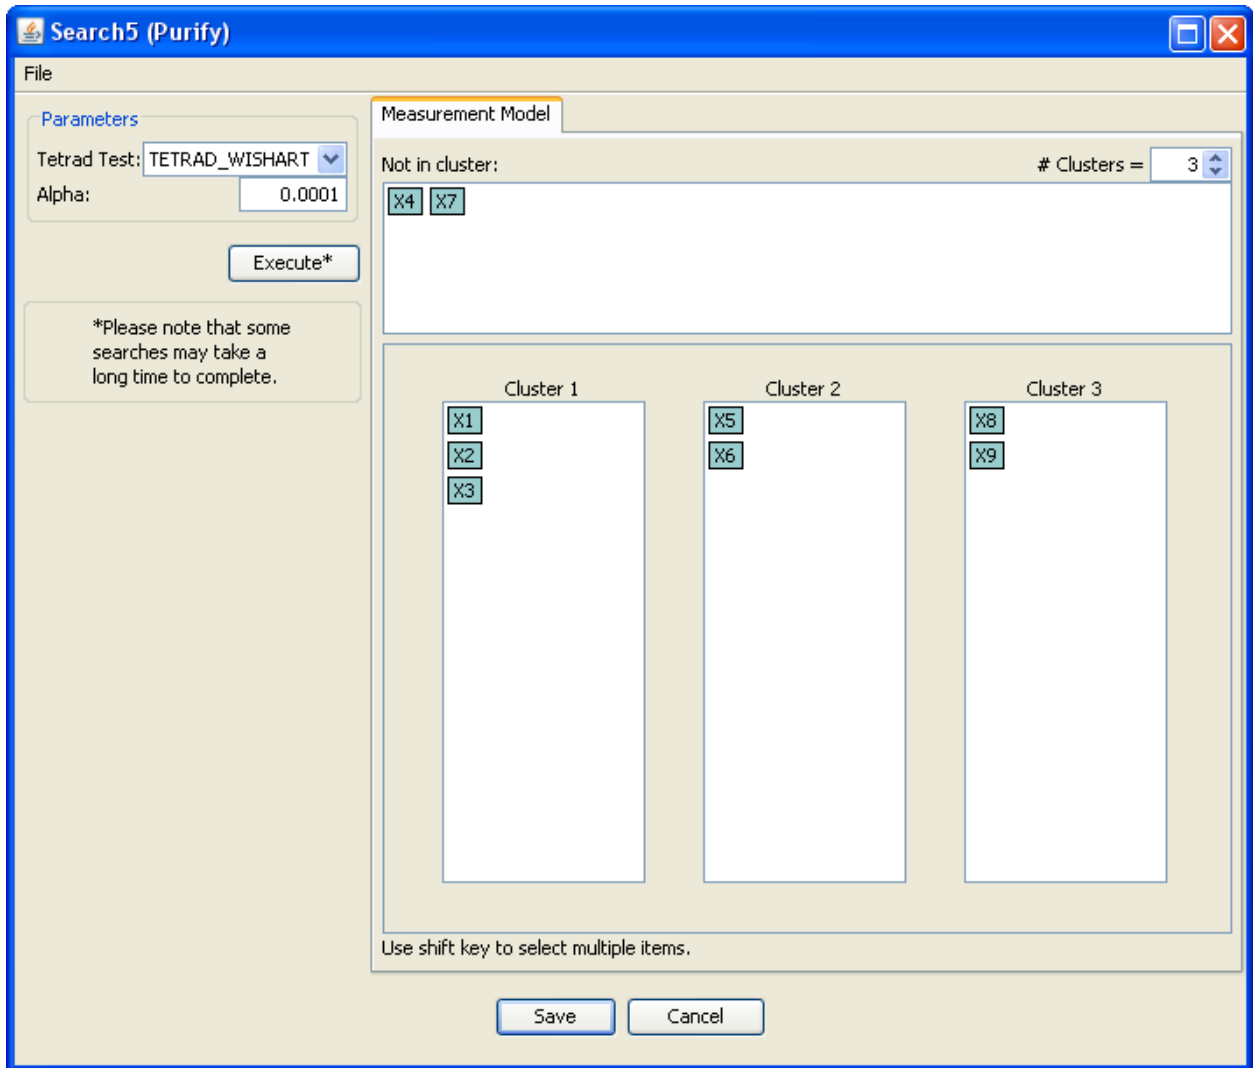 Search5 (Purify)
File
Parameters
Tetrad Test: TETRAD_WISHART
Alpha: 0.0001
Execute*
*Please note that some
searches may take a
long time to complete.
Measurement Model
Not in cluster: # Clusters = 3
X4 X7
Cluster 1 Cluster 2 Cluster 3
X1 X5 X8
X2 X6 X9
X3
Use shift key to select multiple items.
Save Cancel